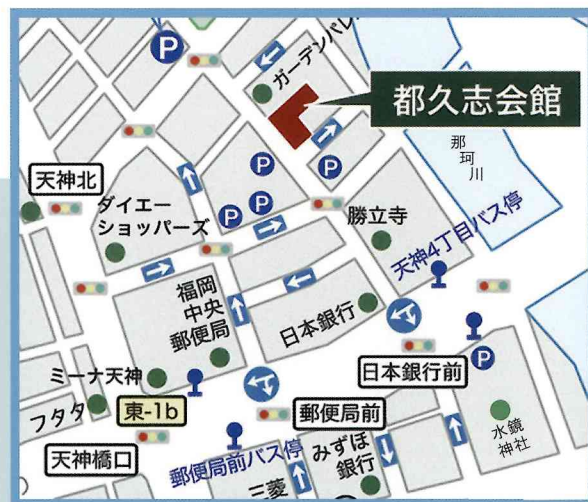 P
ガーデンパレ
都久志会館
那珂川
P
P
P
P
天神北
ダイエー
ショッパーズ
勝立寺
天神4丁目バス停
福岡
中央
郵便局
日本銀行
日本銀行前
P
ミーナ天神
フタタ
東-1b
郵便局前
天神橋口
郵便局前バス停
みずほ
銀行
三菱
水鏡
神社